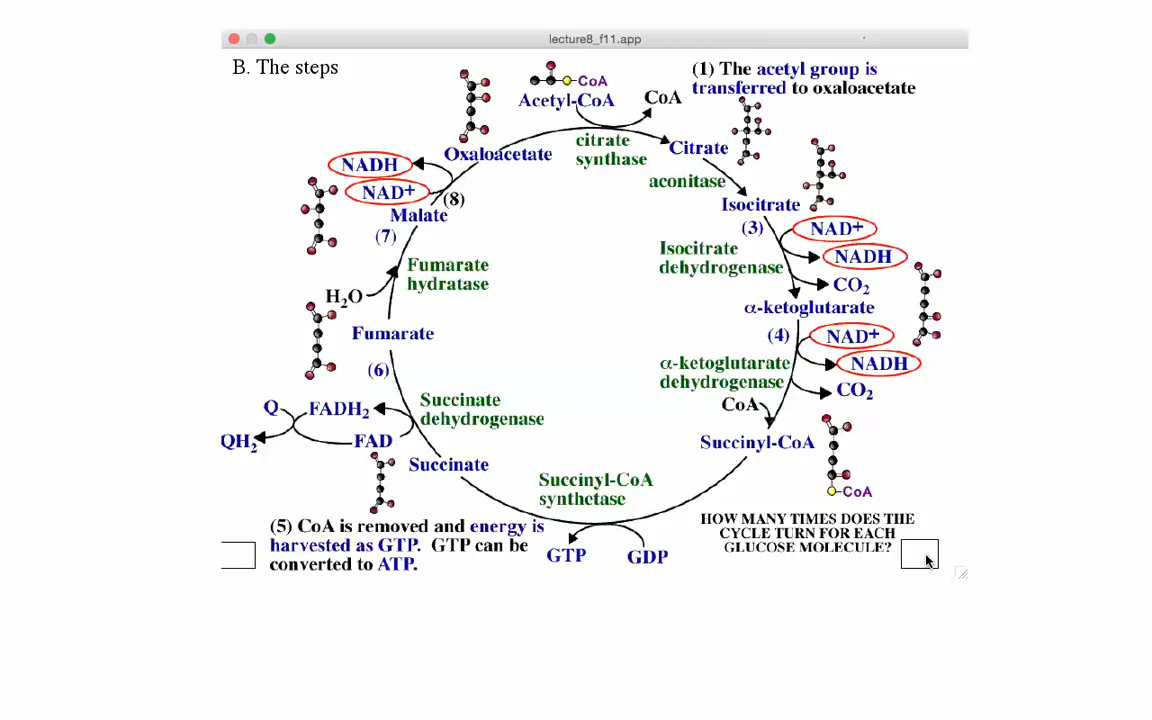 lecture8_f11.app
B. The steps
(1) The acetyl group is
transferred to oxaloacetate
CoA
Acetyl-CoA
CoA
Oxaloacetate
citrate
synthase
Citrate
aconitase
Isocitrate
(3)
NAD+
NADH
Isocitrate
dehydrogenase
CO2
α-ketoglutarate
(4)
NAD+
NADH
α-ketoglutarate
dehydrogenase
CO2
CoA
Succinyl-CoA
CoA
Succinyl-CoA
synthetase
GTP
GDP
(5) CoA is removed and energy is
harvested as GTP. GTP can be
converted to ATP.
Succinate
Succinate
dehydrogenase
Q
FADH2
QH2
FAD
(6)
Fumarate
H2O
Fumarate
hydratase
(7)
Malate
(8)
NADH
NAD+
HOW MANY TIMES DOES THE
CYCLE TURN FOR EACH
GLUCOSE MOLECULE?